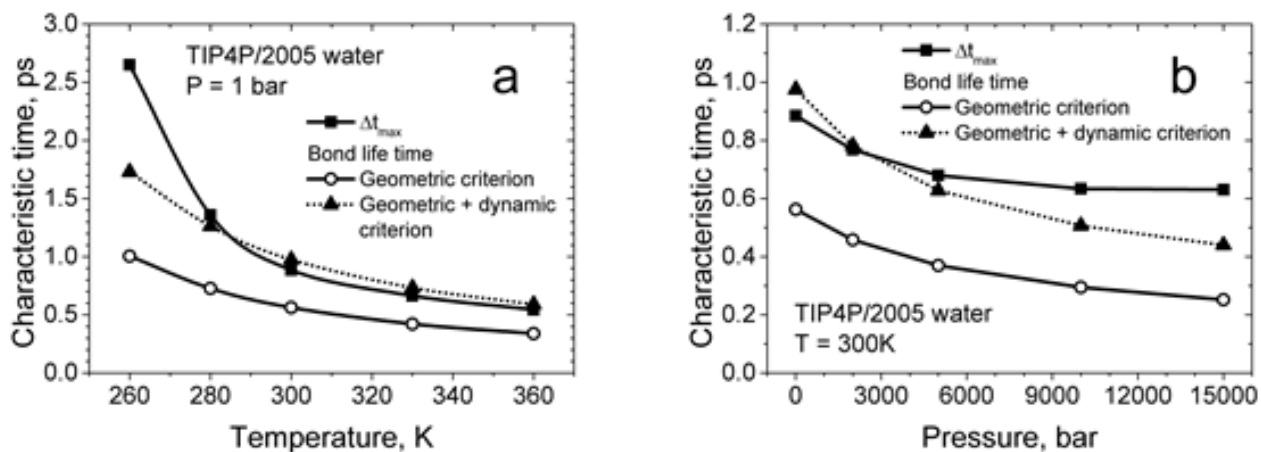 Characteristic time, ps
3.0
2.5
2.0
1.5
1.0
0.5
0.0
TIP4P/2005 water
P = 1 bar
a
Δt_max
Bond life time
Geometric criterion
Geometric + dynamic
criterion
260 280 300 320 340 360
Temperature, K
Characteristic time, ps
1.2
1.0
0.8
0.6
0.4
0.2
0.0
b
Δt_max
Bond life time
Geometric criterion
Geometric + dynamic criterion
TIP4P/2005 water
T = 300K
0 3000 6000 9000 12000 15000
Pressure, bar